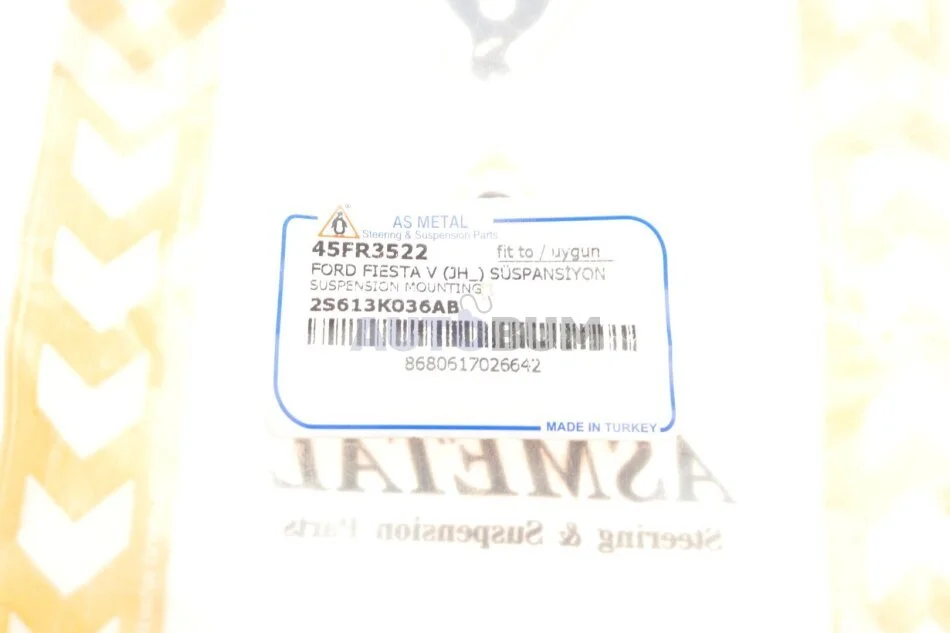 AS METAL
Steering & Suspension Parts
45FR3522 fit to / uygun
FORD FIESTA V (JH_) SÜSPANSİYON
SUSPENSION MOUNTING
2S613K036AB
AUTOBUM
8680617026642
MADE IN TURKEY
ASMETAL
Steering & Suspension Parts